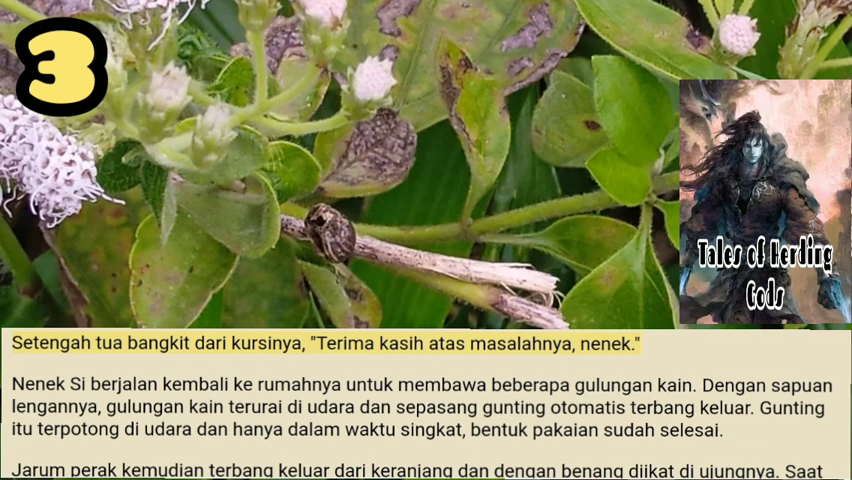 3
Tales of Herding
Gods
Setengah tua bangkit dari kursinya, "Terima kasih atas masalahnya, nenek."
Nenek Si berjalan kembali ke rumahnya untuk membawa beberapa gulungan kain. Dengan sapuan
lengannya, gulungan kain terurai di udara dan sepasang gunting otomatis terbang keluar. Gunting
itu terpotong di udara dan hanya dalam waktu singkat, bentuk pakaian sudah selesai.
Jarum perak kemudian terbang keluar dari keranjang dan dengan benang diikat di ujungnya. Saat